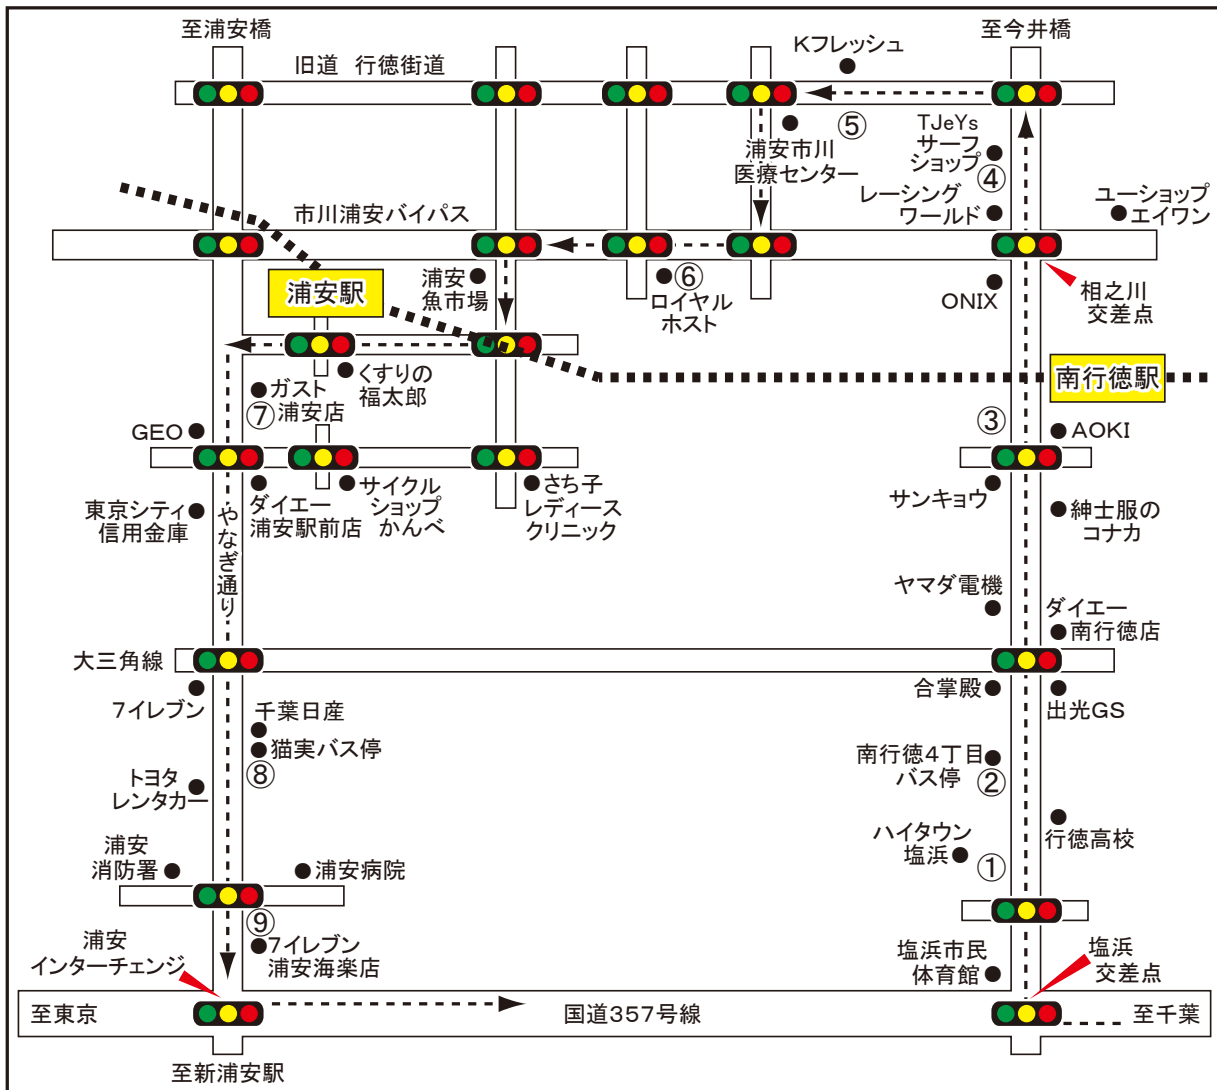 至浦安橋
至今井橋
Kフレッシュ
旧道 行徳街道
⑤
TJeYs
サーフ
ショップ
④
浦安市川
医療センター
レーシング
ワールド
ユーショップ
エイワン
市川浦安バイパス
浦安駅
浦安
魚市場
⑥
ロイヤル
ホスト
ONIX
相之川
交差点
南行徳駅
くすりの
福太郎
ガスト
浦安店
⑦
GEO
③
AOKI
東京シティ
信用金庫
ダイエー
浦安駅前店
サイクル
ショップ
かんべ
さち子
レディース
クリニック
サンキョウ
紳士服の
コナカ
やなぎ通り
ヤマダ電機
ダイエー
南行徳店
大三角線
7イレブン
合掌殿
出光GS
千葉日産
猫実バス停
⑧
南行徳4丁目
バス停
②
トヨタ
レンタカー
ハイタウン
塩浜
①
行徳高校
浦安
消防署
浦安病院
⑨
7イレブン
浦安海楽店
浦安
インターチェンジ
塩浜市民
体育館
塩浜
交差点
至東京
国道357号線
至千葉
至新浦安駅